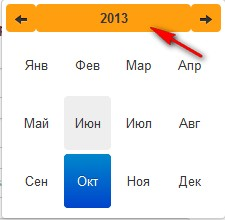 2013
Янв Фев Мар Апр
Май Июн Июл Авг
Сен Окт Ноя Дек